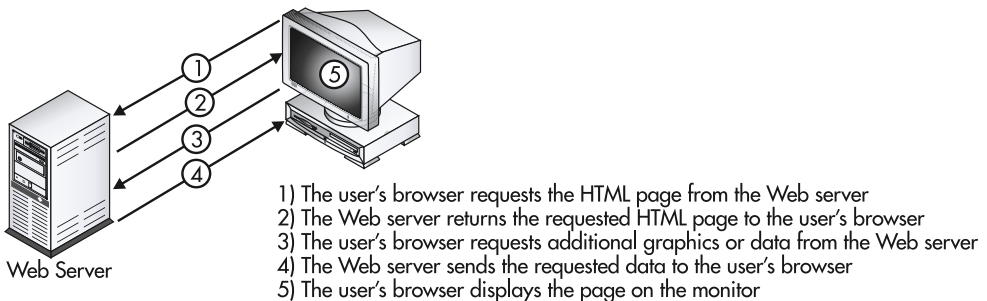 1
2
3
4
5
Web Server
1) The user's browser requests the HTML page from the Web server
2) The Web server returns the requested HTML page to the user's browser
3) The user's browser requests additional graphics or data from the Web server
4) The Web server sends the requested data to the user's browser
5) The user's browser displays the page on the monitor